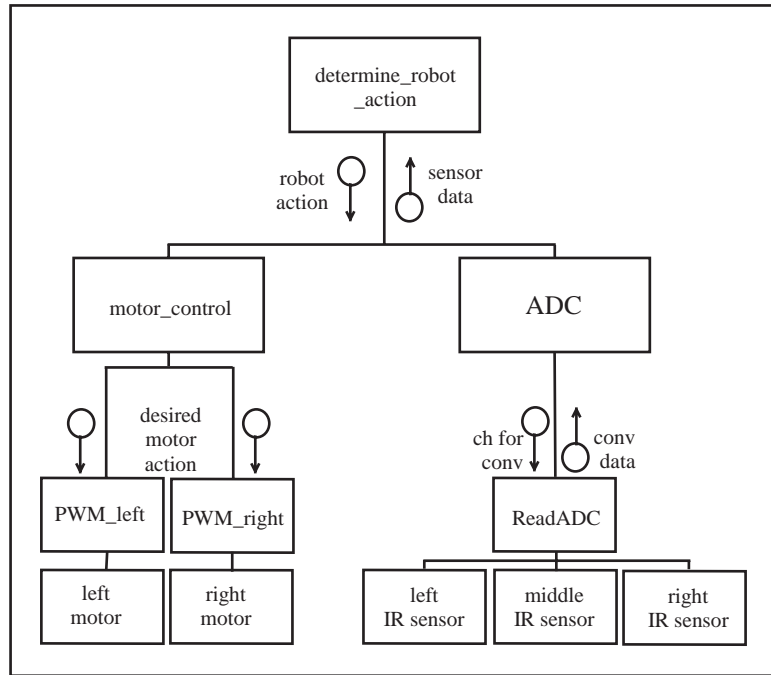 determine_robot
_action
robot
action
sensor
data
motor_control
ADC
desired
motor
action
ch for
conv
conv
data
PWM_left
PWM_right
ReadADC
left
motor
right
motor
left
IR sensor
middle
IR sensor
right
IR sensor